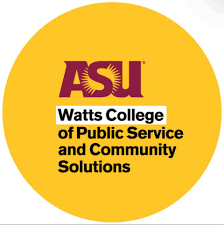 ASU
Watts College
of Public Service
and Community
Solutions